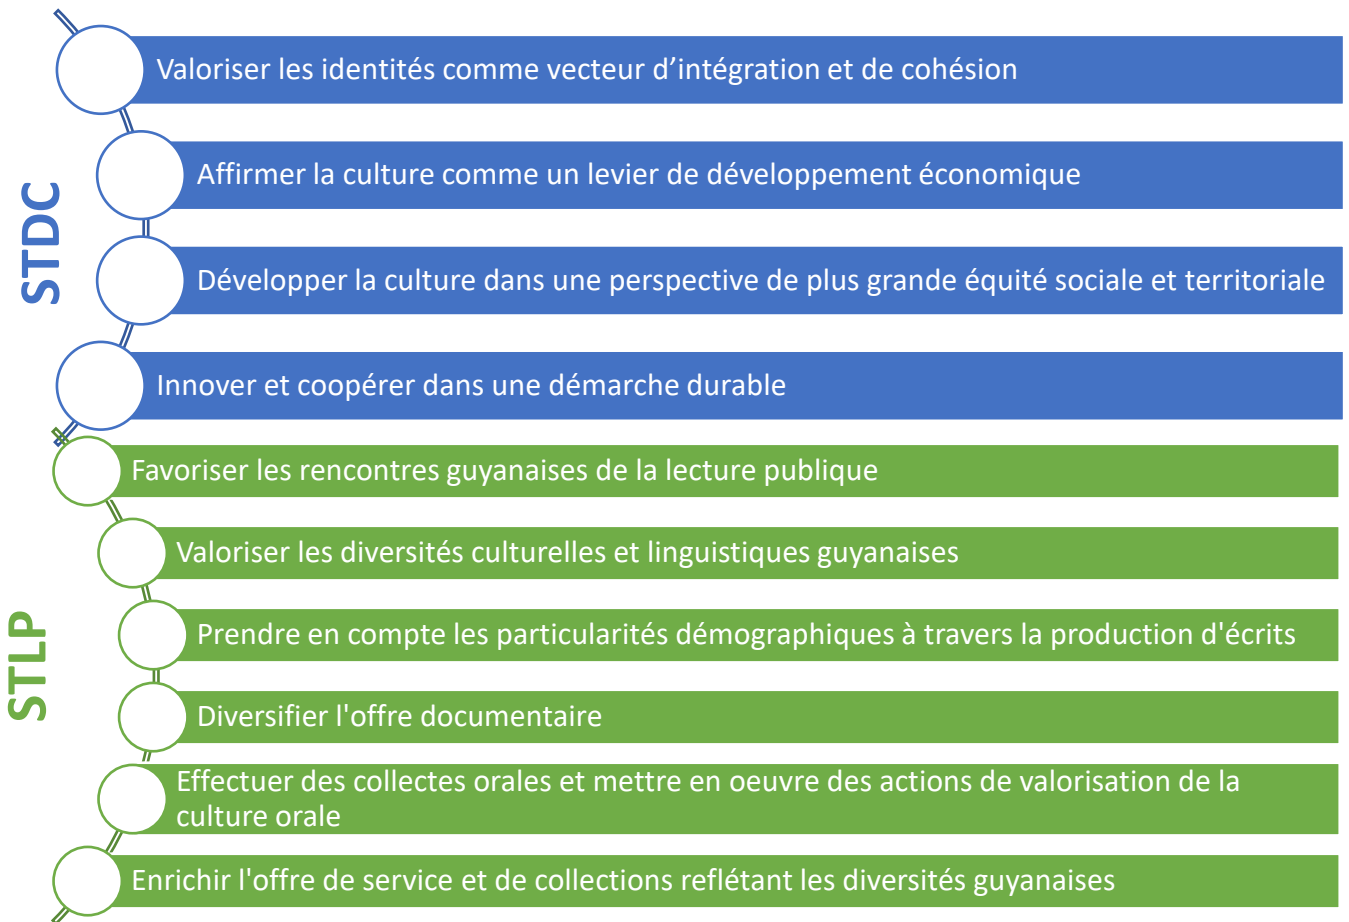 STDC
Valoriser les identités comme vecteur d’intégration et de cohésion
Affirmer la culture comme un levier de développement économique
Développer la culture dans une perspective de plus grande équité sociale et territoriale
Innover et coopérer dans une démarche durable
STLP
Favoriser les rencontres guyanaises de la lecture publique
Valoriser les diversités culturelles et linguistiques guyanaises
Prendre en compte les particularités démographiques à travers la production d'écrits
Diversifier l'offre documentaire
Effectuer des collectes orales et mettre en oeuvre des actions de valorisation de la
culture orale
Enrichir l'offre de service et de collections reflétant les diversités guyanaises